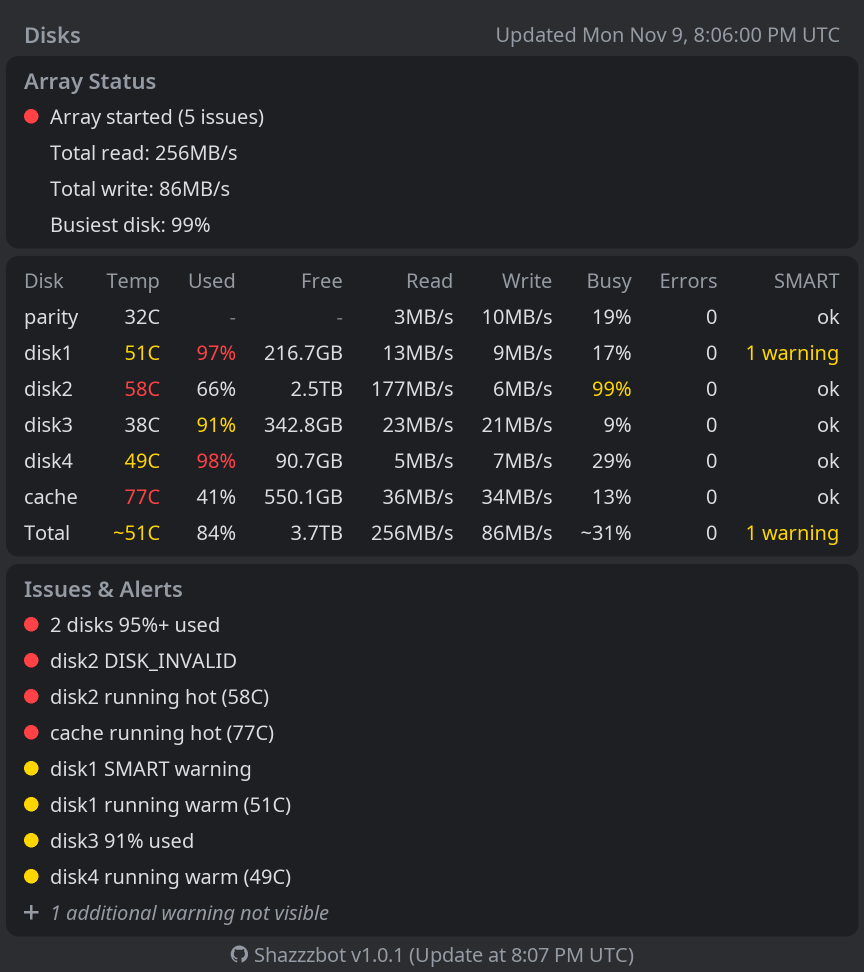 Disks Updated Mon Nov 9, 8:06:00 PM UTC
Array Status
Array started (5 issues)
Total read: 256MB/s
Total write: 86MB/s
Busiest disk: 99%
Disk Temp Used Free Read Write Busy Errors SMART
parity 32C - - 3MB/s 10MB/s 19% 0 ok
disk1 51C 97% 216.7GB 13MB/s 9MB/s 17% 0 1 warning
disk2 58C 66% 2.5TB 177MB/s 6MB/s 99% 0 ok
disk3 38C 91% 342.8GB 23MB/s 21MB/s 9% 0 ok
disk4 49C 98% 90.7GB 5MB/s 7MB/s 29% 0 ok
cache 77C 41% 550.1GB 36MB/s 34MB/s 13% 0 ok
Total ~51C 84% 3.7TB 256MB/s 86MB/s ~31% 0 1 warning
Issues & Alerts
2 disks 95%+ used
disk2 DISK_INVALID
disk2 running hot (58C)
cache running hot (77C)
disk1 SMART warning
disk1 running warm (51C)
disk3 91% used
disk4 running warm (49C)
+ 1 additional warning not visible
Shazzzbot v1.0.1 (Update at 8:07 PM UTC)